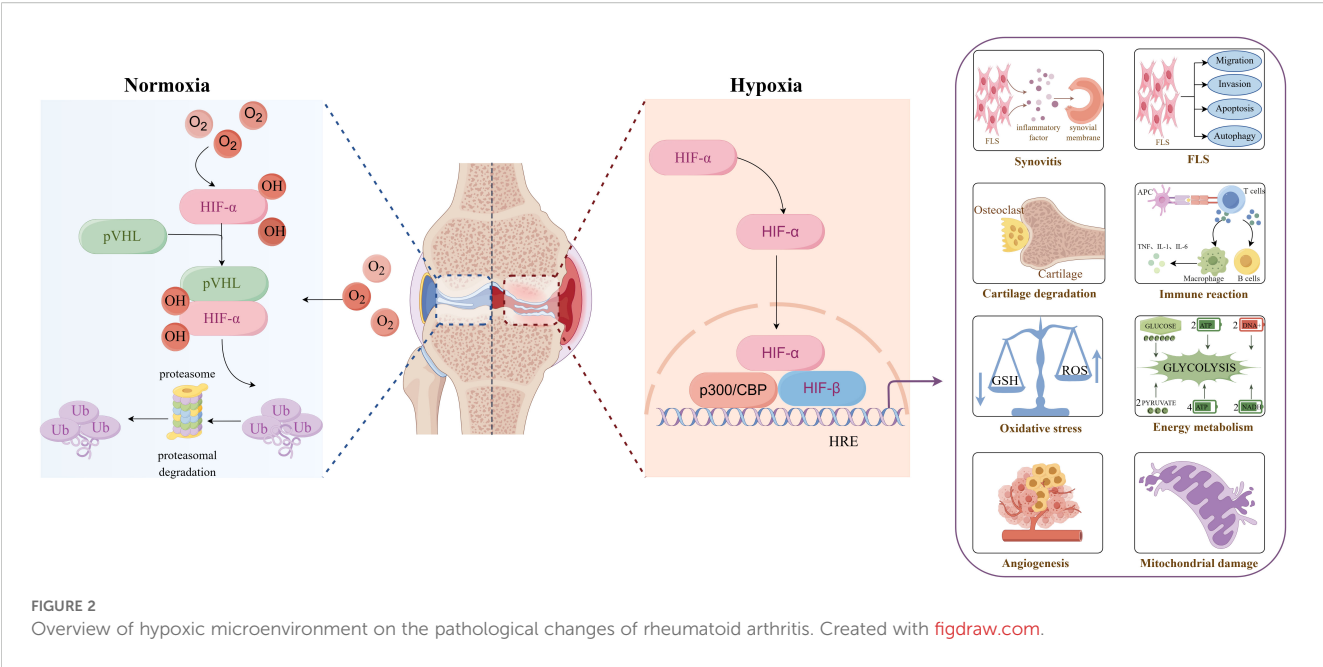 Normoxia
O2
O2
O2
OH
HIF-α
OH
pVHL
pVHL
OH
HIF-α
OH
proteasome
Ub
Ub
Ub
Ub
Ub
Ub
proteasomal
degradation
O2
O2
O2
Hypoxia
HIF-α
HIF-α
HIF-α
p300/CBP
HIF-β
HRE
FLS
inflammatory
factor
synovial
membrane
Synovitis
FLS
Migration
Invasion
Apoptosis
Autophagy
FLS
Osteoclast
Cartilage
Cartilage degradation
APC
T cells
TNF、IL-1、IL-6
Macrophage
B cells
Immune reaction
GSH
ROS
Oxidative stress
GLUCOSE
2 ATP
2 DNA+
GLYCOLYSIS
2 PYRUVATE
4 ATP
2
Energy metabolism
Angiogenesis
Mitochondrial damage
FIGURE 2
Overview of hypoxic microenvironment on the pathological changes of rheumatoid arthritis. Created with figdraw.com.